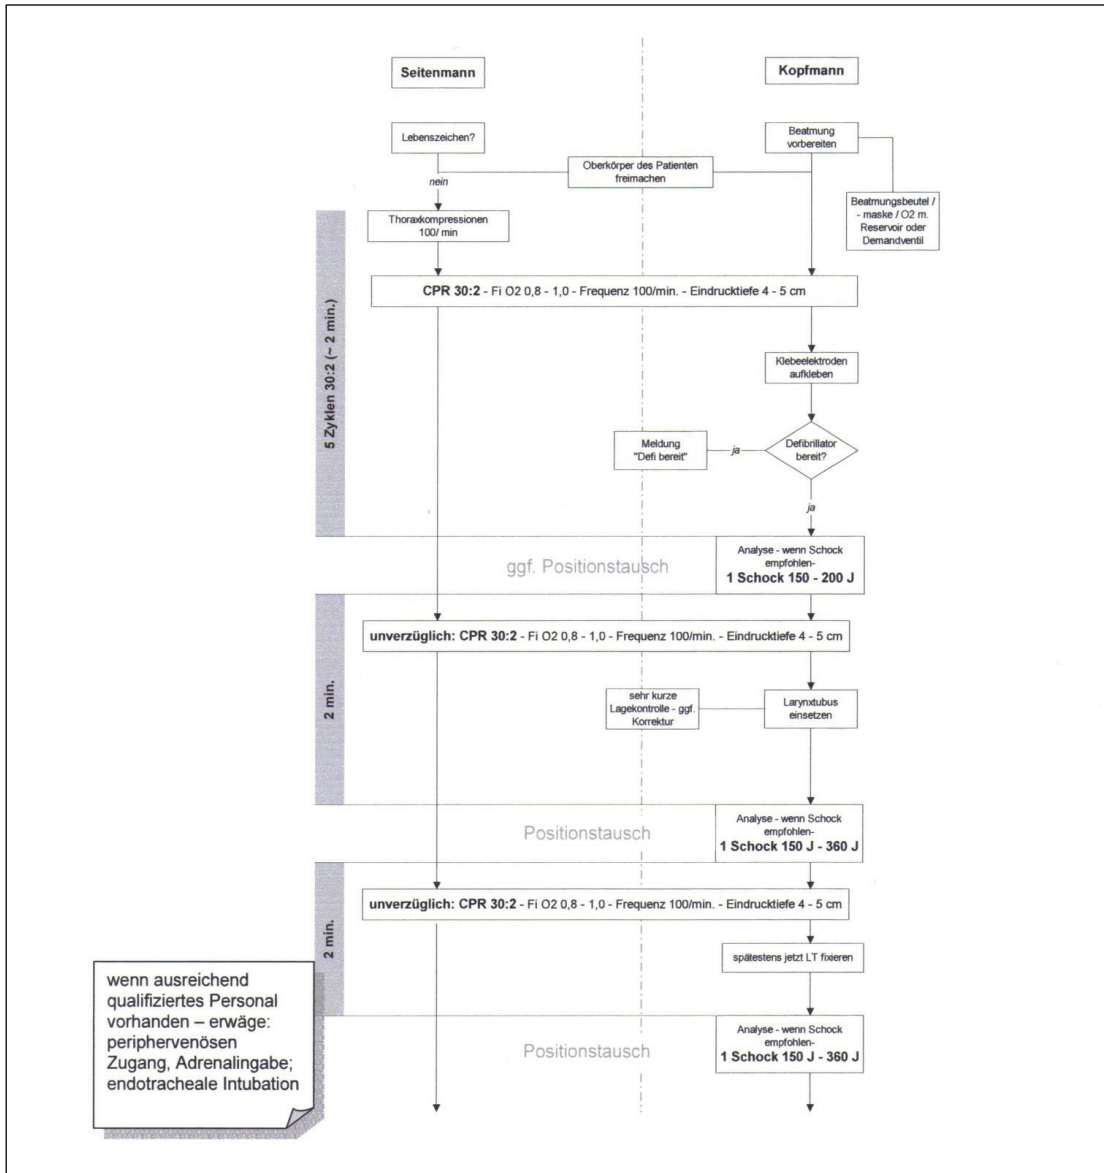 Seitenmann
Kopfmann
Lebenszeichen?
Beatmung
vorbereiten
Oberkörper des Patienten
freimachen
nein
Beatmungsbeutel /
- maske / O2 m.
Reservoir oder
Demandventil
Thoraxkompressionen
100/ min
CPR 30:2 - Fi O2 0,8 - 1,0 - Frequenz 100/min. - Eindrucktiefe 4 - 5 cm
5 Zyklen 30:2 (~ 2 min.)
Klebeelektroden
aufkleben
Meldung
"Defi bereit"
ja
Defibrillator
bereit?
ja
ggf. Positionstausch
Analyse - wenn Schock
empfohlen-
1 Schock 150 - 200 J
unverzüglich: CPR 30:2 - Fi O2 0,8 - 1,0 - Frequenz 100/min. - Eindrucktiefe 4 - 5 cm
2 min.
sehr kurze
Lagekontrolle - ggf.
Korrektur
Larynxtubus
einsetzen
Positionstausch
Analyse - wenn Schock
empfohlen-
1 Schock 150 J - 360 J
unverzüglich: CPR 30:2 - Fi O2 0,8 - 1,0 - Frequenz 100/min. - Eindrucktiefe 4 - 5 cm
2 min.
spätestens jetzt LT fixieren
wenn ausreichend
qualifiziertes Personal
vorhanden – erwäge:
periphervenösen
Zugang, Adrenalingabe;
endotracheale Intubation
Positionstausch
Analyse - wenn Schock
empfohlen-
1 Schock 150 J - 360 J